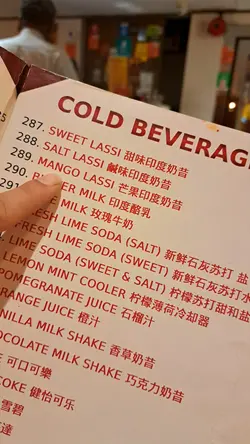 COLD BEVERAG
287. SWEET LASSI 甜味印度奶昔
288. SALT LASSI 鹹味印度奶昔
289. MANGO LASSI 芒果印度奶昔
290. MILK 印度酪乳
291 MILK 玫瑰牛奶
FRESH LIME SODA (SALT) 新鮮石灰苏打 盐
FRESH LIME SODA (SWEET) 新鮮石灰苏打
LEMON MINT COOLER 柠檬薄荷冷却器
LIME SODA (SWEET & SALT) 柠檬苏打甜和盐
POMEGRANATE JUICE 石榴汁
ORANGE JUICE 橙汁
VANILLA MILK SHAKE 香草奶昔
CHOCOLATE MILK SHAKE 巧克力奶昔
可口可樂
COKE 健怡可乐
雪碧
達